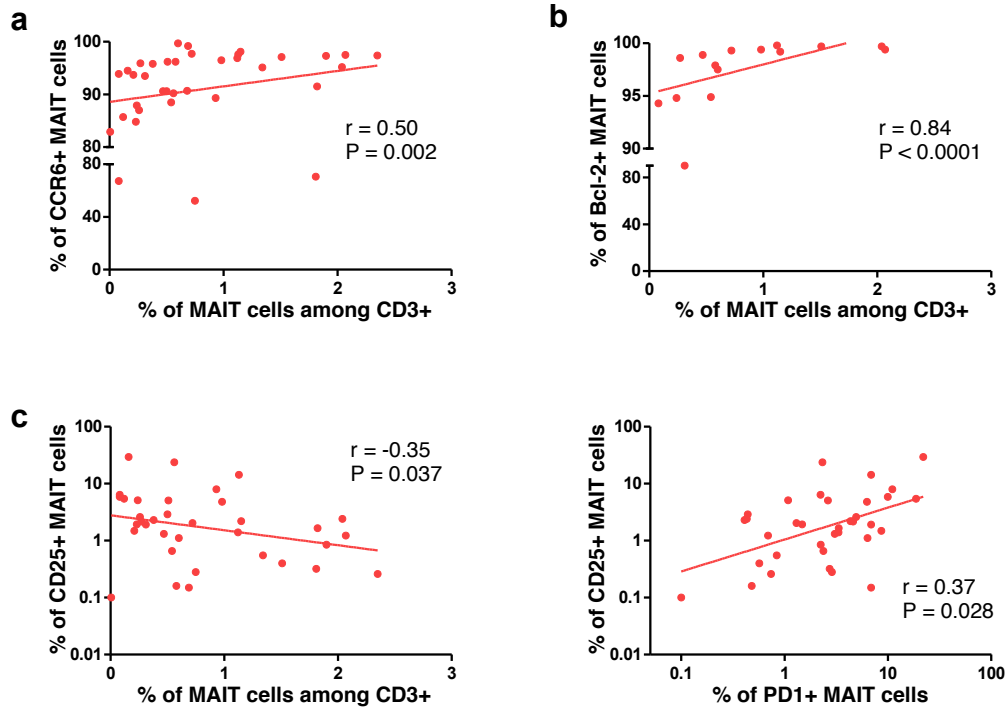 a
% of CCR6+ MAIT cells
100
90
80
80
40
0
0
1
2
3
r = 0.50
P = 0.002
% of MAIT cells among CD3+
b
% of Bcl-2+ MAIT cells
100
95
90
80
40
0
0
1
2
3
r = 0.84
P < 0.0001
% of MAIT cells among CD3+
c
% of CD25+ MAIT cells
100
10
1
0.1
0.01
0
1
2
3
r = -0.35
P = 0.037
% of MAIT cells among CD3+
% of CD25+ MAIT cells
100
10
1
0.1
0.01
0.1
1
10
100
r = 0.37
P = 0.028
% of PD1+ MAIT cells